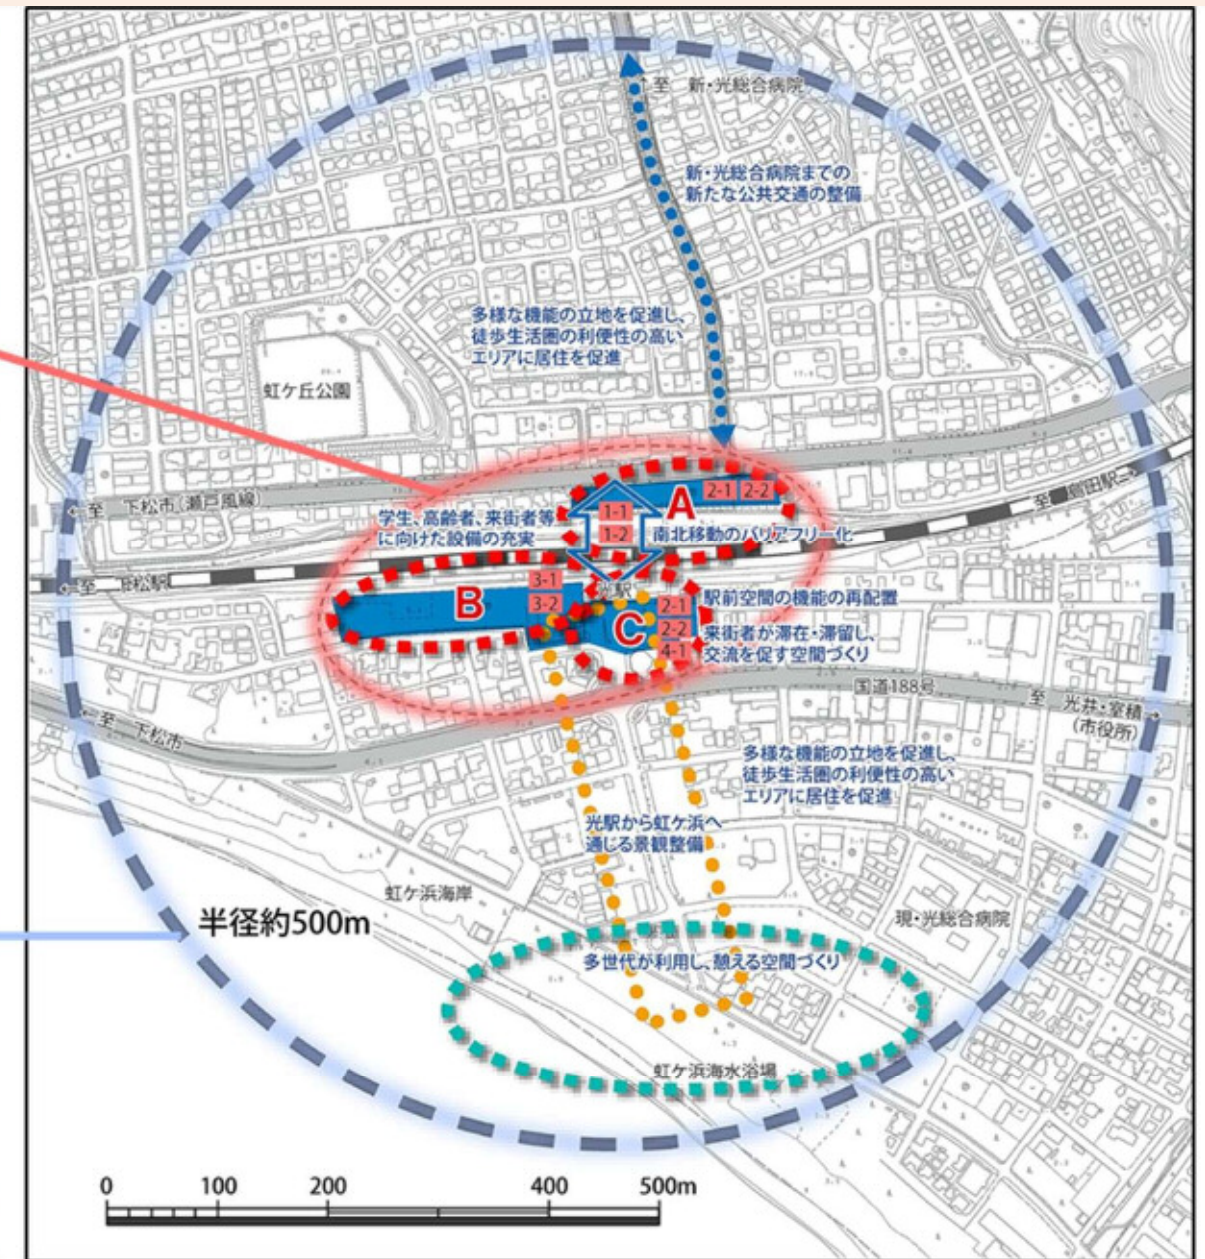 ↑至 新・光総合病院
新・光総合病院までの
新たな公共交通の整備
多様な機能の立地を促進し、
徒歩生活圏の利便性の高い
エリアに居住を促進
虹ケ丘公園
←至 下松市(瀬戸風線)
学生、高齢者、来街者等
に向けた設備の充実
1-1
1-2
A
2-1
2-2
南北移動のバリアフリー化
至 島田駅→
←至 下松駅
B
3-1
3-2
光駅
C
2-1
2-2
4-1
駅前空間の機能の再配置
来街者が滞在・滞留し、
交流を促す空間づくり
国道188号
至 光井・室積→
(市役所)
←至 下松市
多様な機能の立地を促進し、
徒歩生活圏の利便性の高い
エリアに居住を促進
光駅から虹ケ浜へ
通じる景観整備
虹ケ浜海岸
半径約500m
現・光総合病院
多世代が利用し、憩える空間づくり
虹ケ浜海水浴場
0 100 200 400 500m